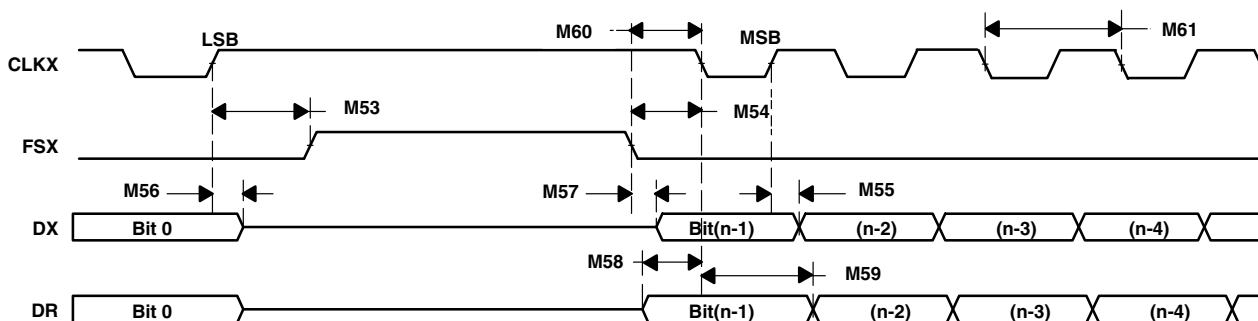 LSB M60 MSB M61
CLKX
M53 M54
FSX
M56 M57 M55
DX Bit 0 Bit(n-1) (n-2) (n-3) (n-4)
M58 M59
DR Bit 0 Bit(n-1) (n-2) (n-3) (n-4)